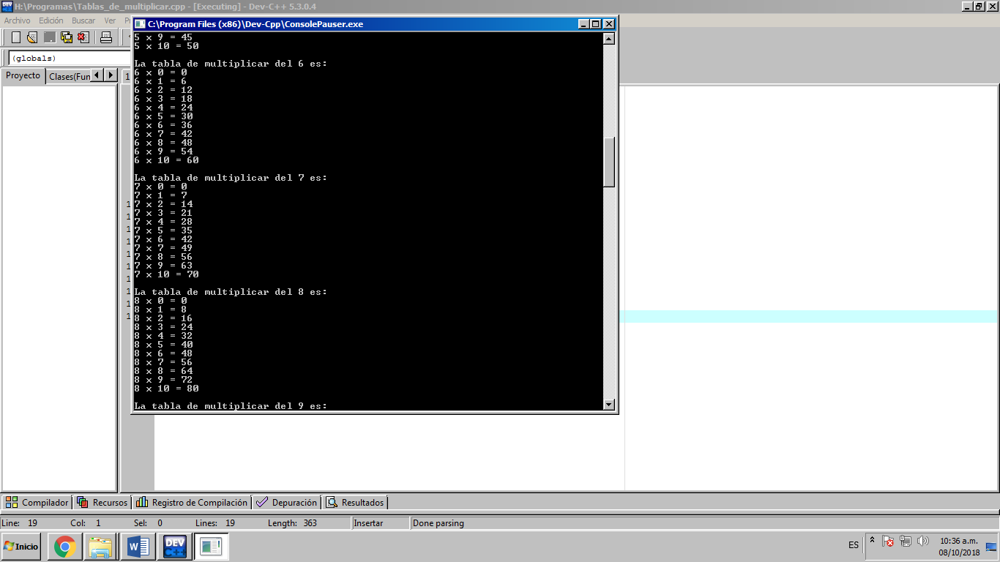 H:\Programas\Tablas_de_multiplicar.cpp - [Executing] - Dev-C++ 5.3.0.4
Archivo Edición Buscar Ver
C:\Program Files (x86)\Dev-Cpp\ConsolePauser.exe
(globals)
Proyecto Clases(Fun
5 x 9 = 45
5 x 10 = 50
La tabla de multiplicar del 6 es:
6 x 0 = 0
6 x 1 = 6
6 x 2 = 12
6 x 3 = 18
6 x 4 = 24
6 x 5 = 30
6 x 6 = 36
6 x 7 = 42
6 x 8 = 48
6 x 9 = 54
6 x 10 = 60
La tabla de multiplicar del 7 es:
7 x 0 = 0
7 x 1 = 7
7 x 2 = 14
7 x 3 = 21
7 x 4 = 28
7 x 5 = 35
7 x 6 = 42
7 x 7 = 49
7 x 8 = 56
7 x 9 = 63
7 x 10 = 70
La tabla de multiplicar del 8 es:
8 x 0 = 0
8 x 1 = 8
8 x 2 = 16
8 x 3 = 24
8 x 4 = 32
8 x 5 = 40
8 x 6 = 48
8 x 7 = 56
8 x 8 = 64
8 x 9 = 72
8 x 10 = 80
La tabla de multiplicar del 9 es:
Compilador Recursos Registro de Compilación Depuración Resultados
Line: 19 Col: 1 Sel: 0 Lines: 19 Length: 363 Insertar Done parsing
Inicio DEV C++ ES 10:36 a.m.
08/10/2018